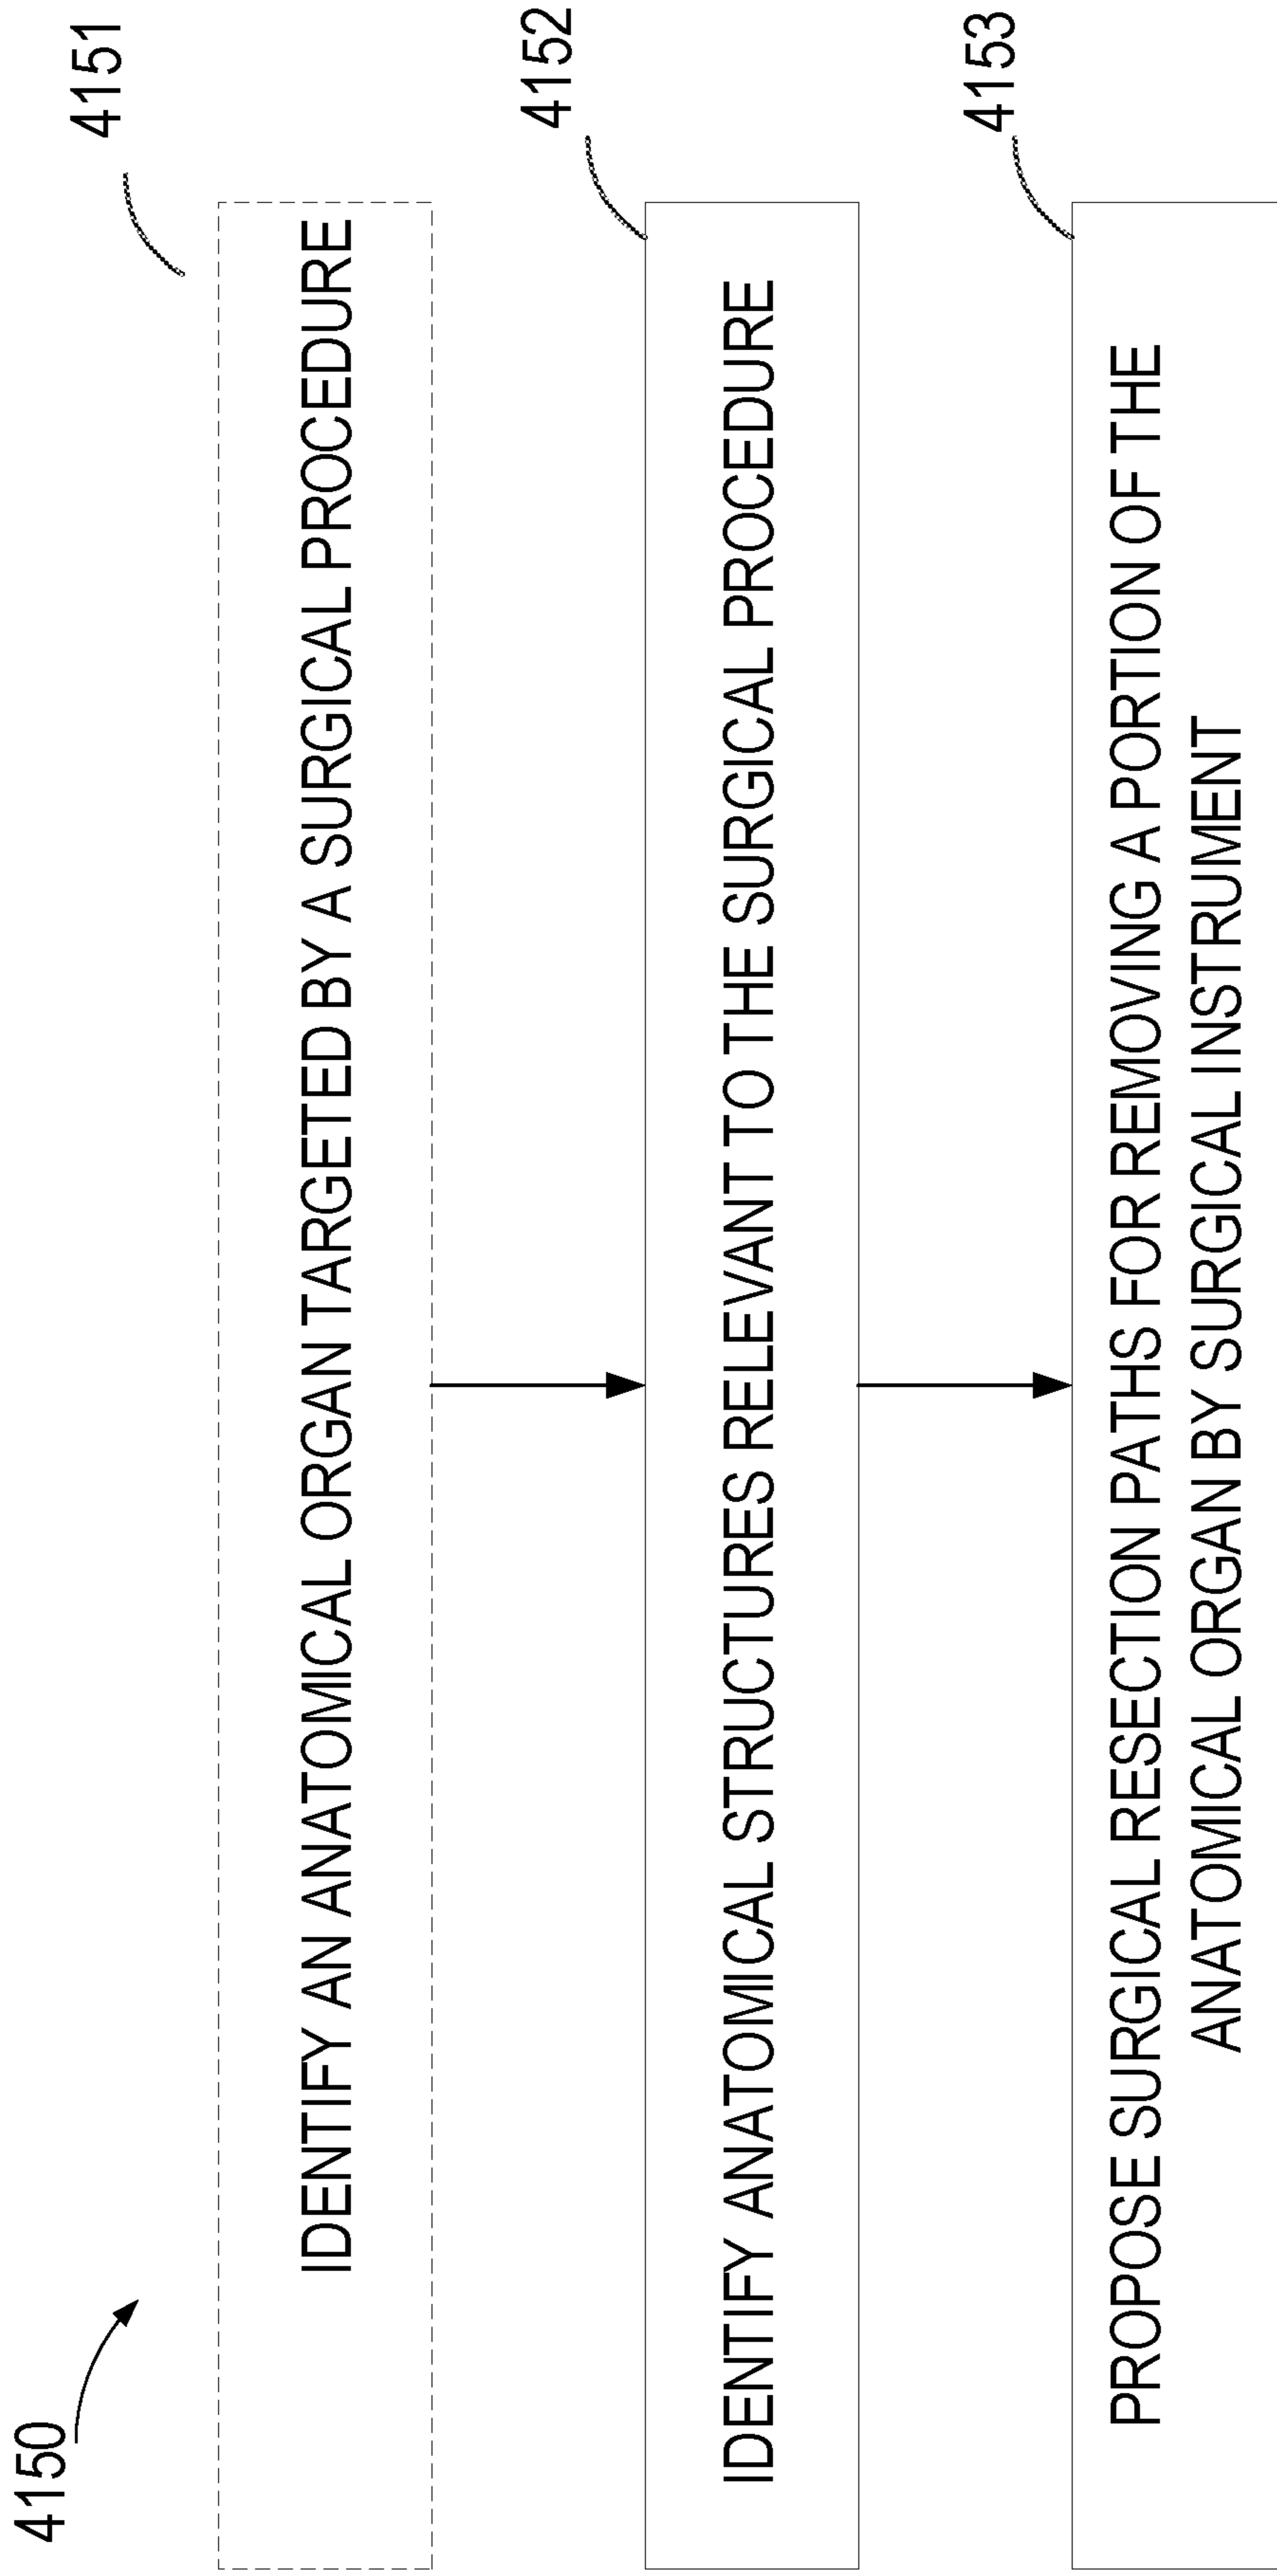 4150
4151
IDENTIFY AN ANATOMICAL ORGAN TARGETED BY A SURGICAL PROCEDURE
4152
IDENTIFY ANATOMICAL STRUCTURES RELEVANT TO THE SURGICAL PROCEDURE
4153
PROPOSE SURGICAL RESECTION PATHS FOR REMOVING A PORTION OF THE
ANATOMICAL ORGAN BY SURGICAL INSTRUMENT